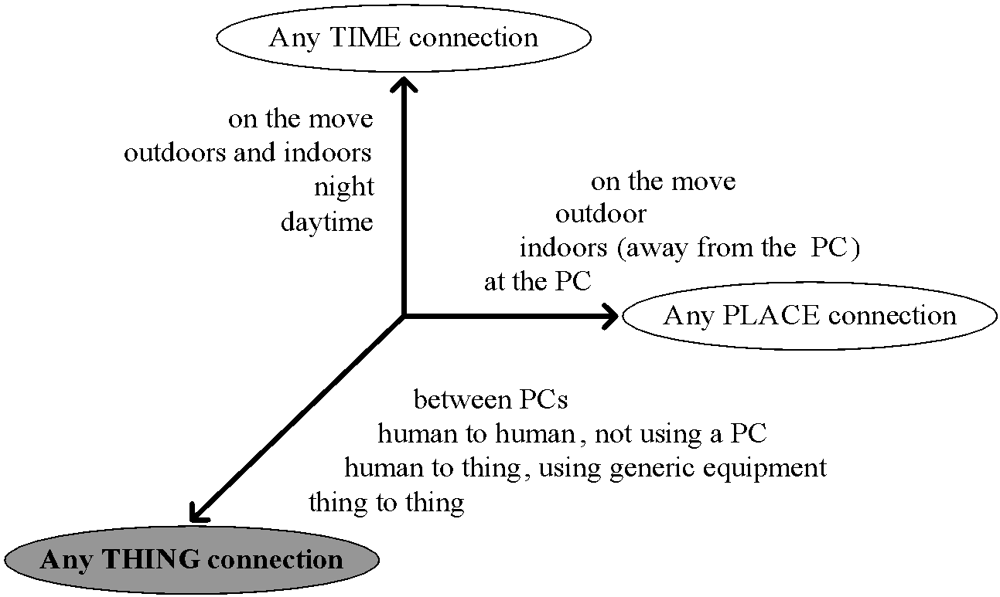 Any TIME connection
on the move
outdoors and indoors
night
daytime
on the move
outdoor
indoors (away from the PC)
at the PC
Any PLACE connection
between PCs
human to human, not using a PC
human to thing, using generic equipment
thing to thing
Any THING connection